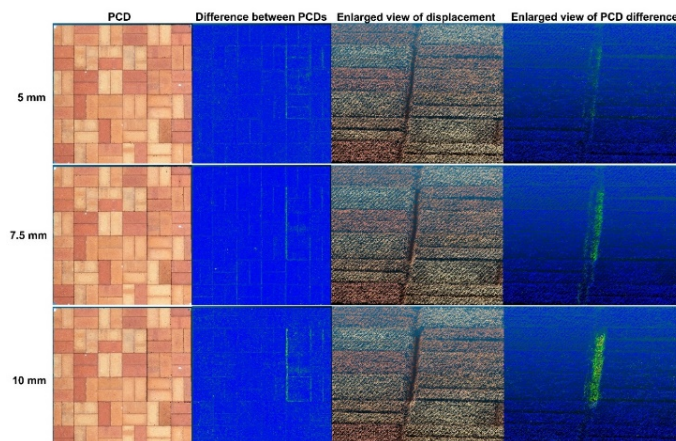 PCD Difference between PCDs Enlarged view of displacement Enlarged view of PCD difference
5 mm
7.5 mm
10 mm